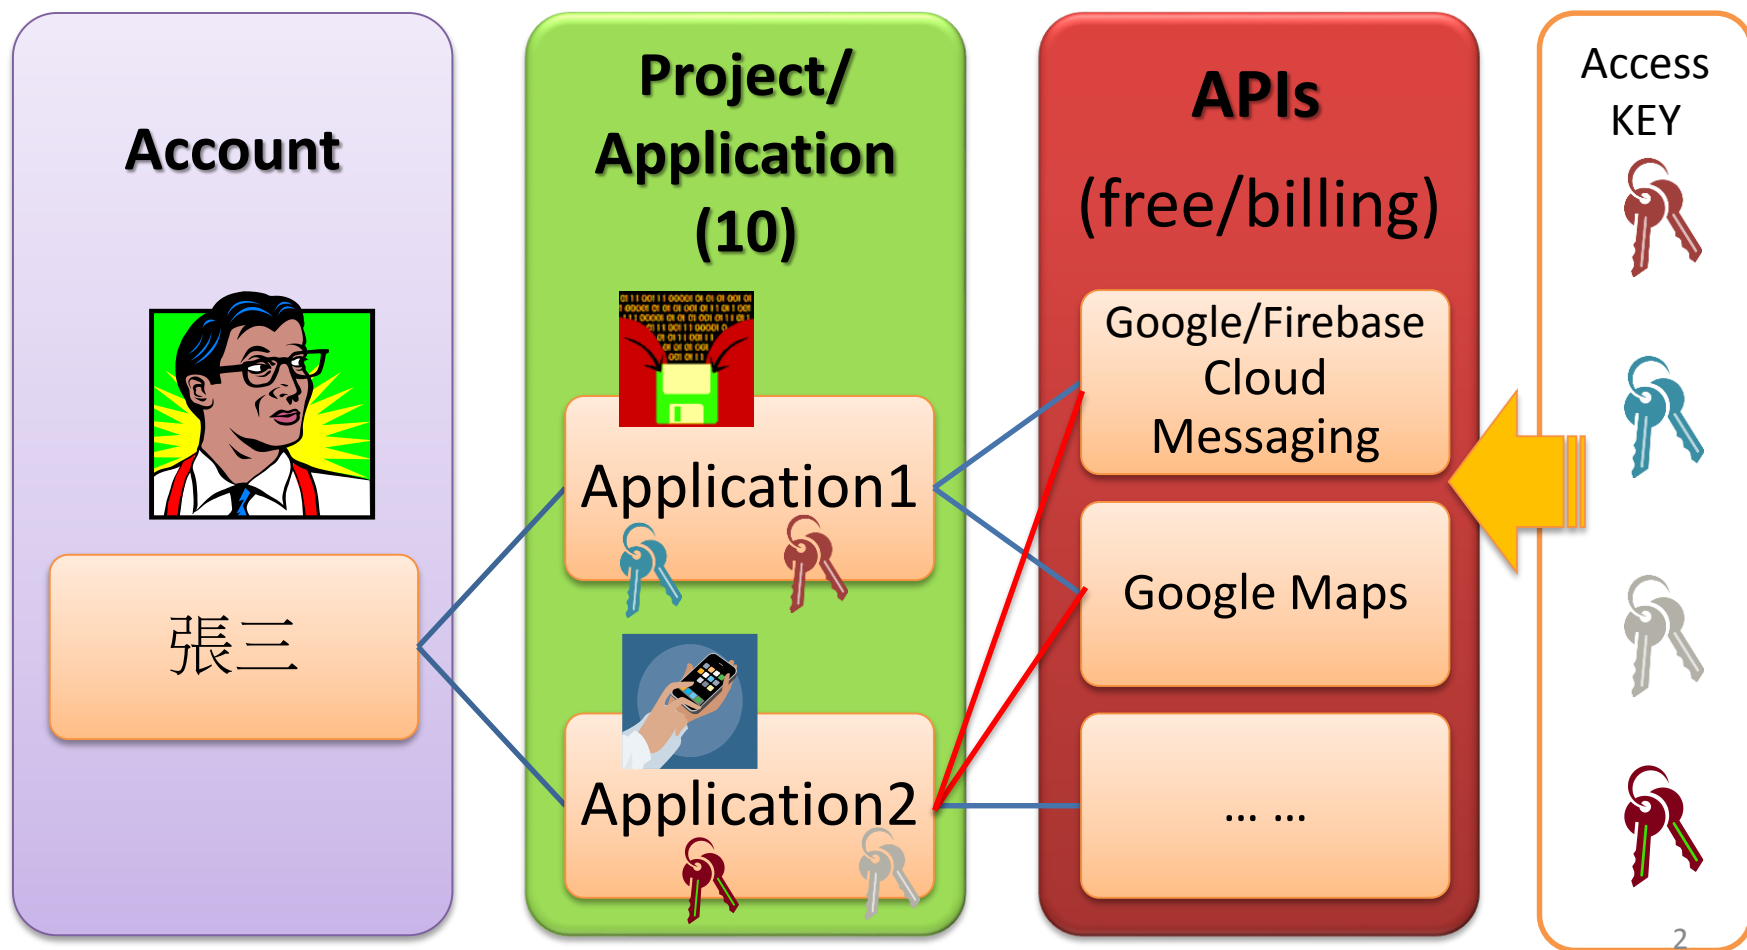 Account
張三
Project/
Application
(10)
Application1
Application2
APIs
(free/billing)
Google/Firebase
Cloud
Messaging
Google Maps
... ...
Access
KEY
2